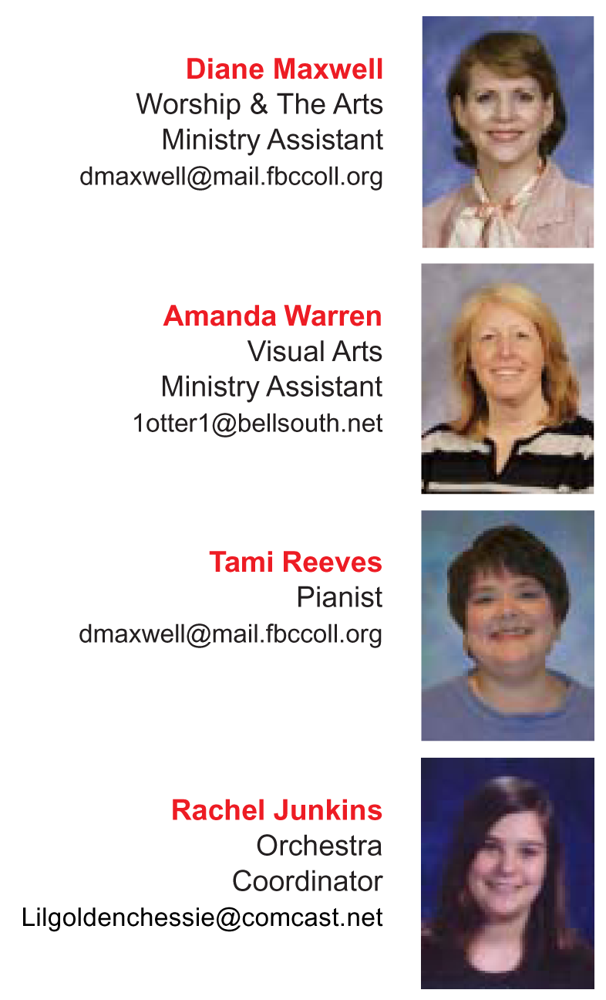 Diane Maxwell
Worship & The Arts
Ministry Assistant
dmaxwell@mail.fbccoll.org
Amanda Warren
Visual Arts
Ministry Assistant
1otter1@bellsouth.net
Tami Reeves
Pianist
dmaxwell@mail.fbccoll.org
Rachel Junkins
Orchestra
Coordinator
Lilgoldenchessie@comcast.net